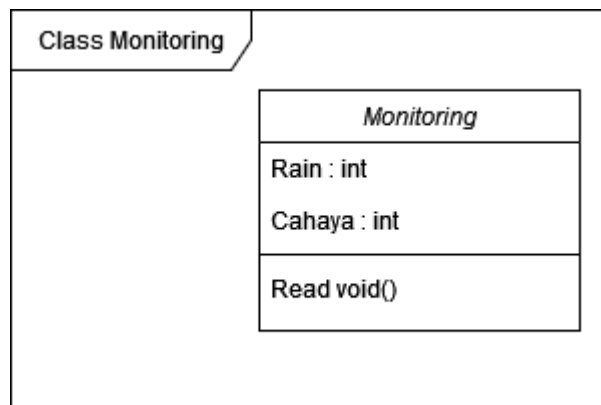 Class Monitoring
Monitoring
Rain : int
Cahaya : int
Read void()